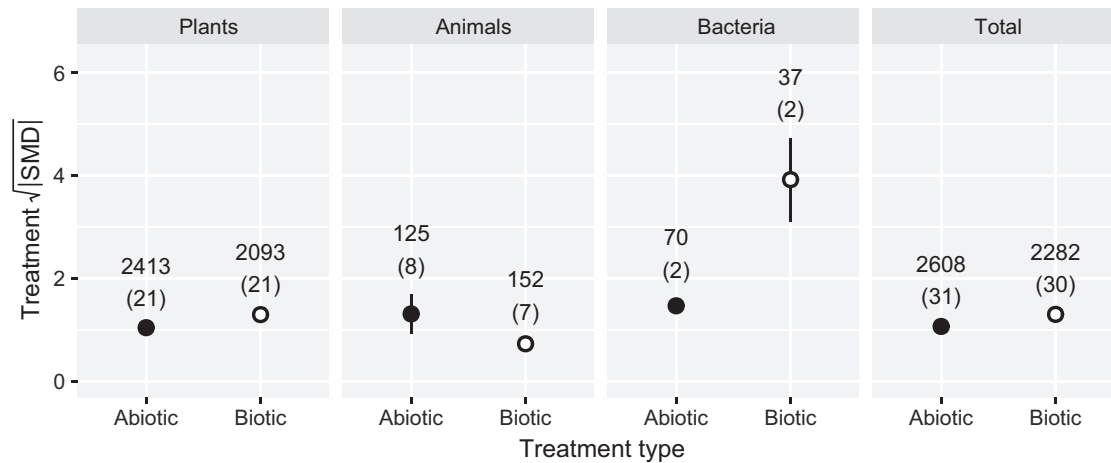 Plants
Animals
Bacteria
Total
Treatment √|SMD|
6
4
2
0
2413
(21)
2093
(21)
125
(8)
152
(7)
70
(2)
37
(2)
2608
(31)
2282
(30)
Abiotic
Biotic
Abiotic
Biotic
Abiotic
Biotic
Abiotic
Biotic
Treatment type